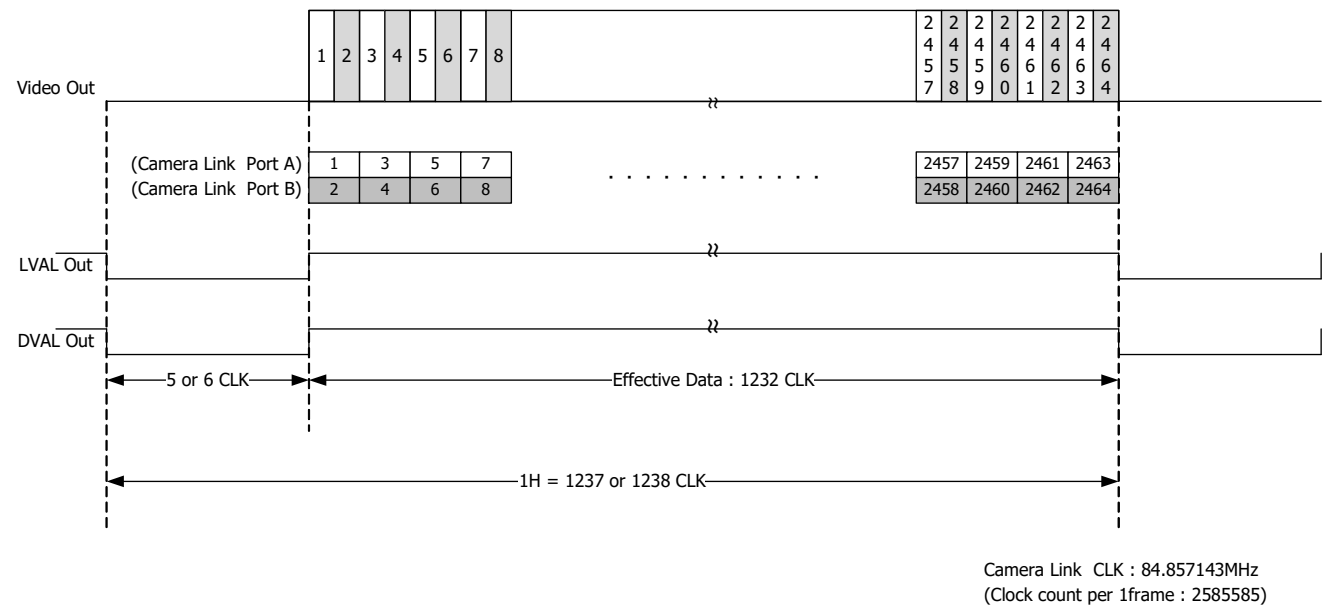 1 2 3 4 5 6 7 8
2457 2458 2459 2460 2461 2462 2463 2464
Video Out
(Camera Link Port A) 1 3 5 7 . . . . . . . . . . . . . 2457 2459 2461 2463
(Camera Link Port B) 2 4 6 8 2458 2460 2462 2464
LVAL Out
DVAL Out
5 or 6 CLK
Effective Data : 1232 CLK
1H = 1237 or 1238 CLK
Camera Link CLK : 84.857143MHz
(Clock count per 1frame : 2585585)